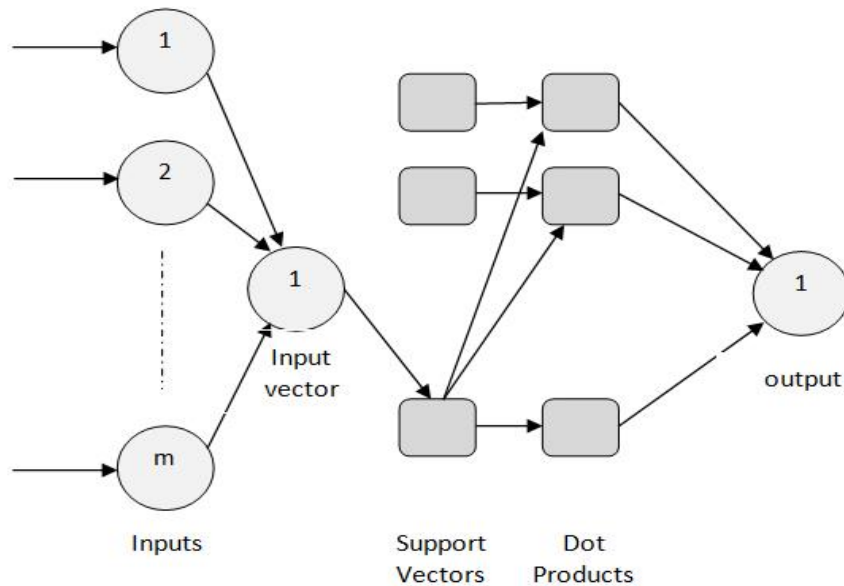 1
2
1
Input
vector
1
output
m
Inputs
Support
Vectors
Dot
Products